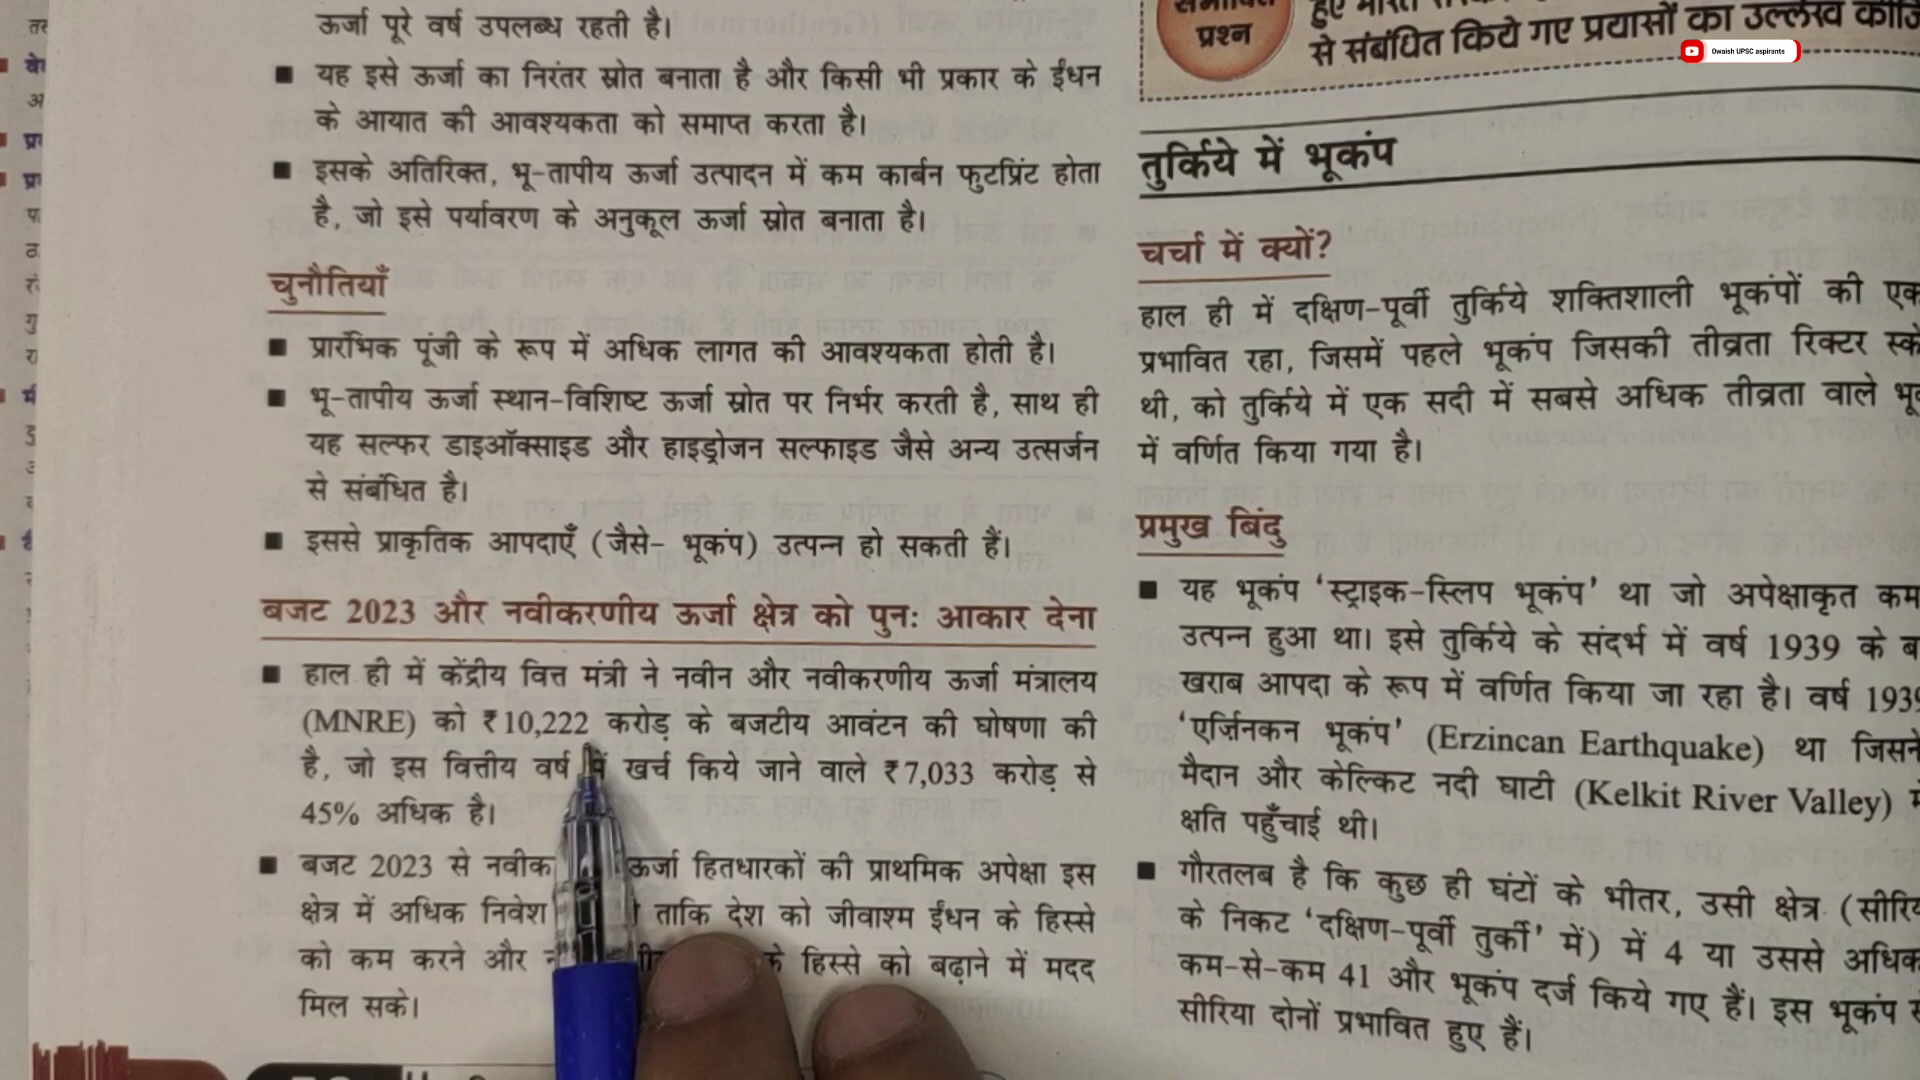 ऊर्जा पूरे वर्ष उपलब्ध रहती है।
■ यह इसे ऊर्जा का निरंतर स्रोत बनाता है और किसी भी प्रकार के ईंधन
के आयात की आवश्यकता को समाप्त करता है।
■ इसके अतिरिक्त, भू-तापीय ऊर्जा उत्पादन में कम कार्बन फुटप्रिंट होता
है, जो इसे पर्यावरण के अनुकूल ऊर्जा स्रोत बनाता है।
चुनौतियाँ
■ प्रारंभिक पूंजी के रूप में अधिक लागत की आवश्यकता होती है।
■ भू-तापीय ऊर्जा स्थान-विशिष्ट ऊर्जा स्रोत पर निर्भर करती है, साथ ही
यह सल्फर डाइऑक्साइड और हाइड्रोजन सल्फाइड जैसे अन्य उत्सर्जन
से संबंधित है।
■ इससे प्राकृतिक आपदाएँ (जैसे- भूकंप) उत्पन्न हो सकती हैं।
बजट 2023 और नवीकरणीय ऊर्जा क्षेत्र को पुनः आकार देना
■ हाल ही में केंद्रीय वित्त मंत्री ने नवीन और नवीकरणीय ऊर्जा मंत्रालय
(MNRE) को ₹10,222 करोड़ के बजटीय आवंटन की घोषणा की
है, जो इस वित्तीय वर्ष में खर्च किये जाने वाले ₹7,033 करोड़ से
45% अधिक है।
■ बजट 2023 से ऊर्जा हितधारकों की प्राथमिक अपेक्षा इस
क्षेत्र में अधिक निवेश ताकि देश को जीवाश्म ईंधन के हिस्से
को कम करने और के हिस्से को बढ़ाने में मदद
मिल सके।
प्रश्न
से संबंधित किये गए प्रयासों का उल्लेख
Dwaish UPSC aspirants
तुर्किये में भूकंप
चर्चा में क्यों?
हाल ही में दक्षिण-पूर्वी तुर्किये शक्तिशाली भूकंपों की एक
प्रभावित रहा, जिसमें पहले भूकंप जिसकी तीव्रता रिक्टर
थी, को तुर्किये में एक सदी में सबसे अधिक तीव्रता वाले
में वर्णित किया गया है।
प्रमुख बिंदु
■ यह भूकंप ‘स्ट्राइक-स्लिप भूकंप’ था जो अपेक्षाकृत कम
उत्पन्न हुआ था। इसे तुर्किये के संदर्भ में वर्ष 1939 के
खराब आपदा के रूप में वर्णित किया जा रहा है। वर्ष 1939
‘एर्ज़िनकन भूकंप’ (Erzincan Earthquake) था जिसने
मैदान और केल्किट नदी घाटी (Kelkit River Valley)
क्षति पहुँचाई थी।
■ गौरतलब है कि कुछ ही घंटों के भीतर, उसी क्षेत्र
के निकट ‘दक्षिण-पूर्वी तुर्की’ में) में 4 या उससे अधिक
कम-से-कम 41 और भूकंप दर्ज किये गए हैं। इस भूकंप
सीरिया दोनों प्रभावित हुए हैं।